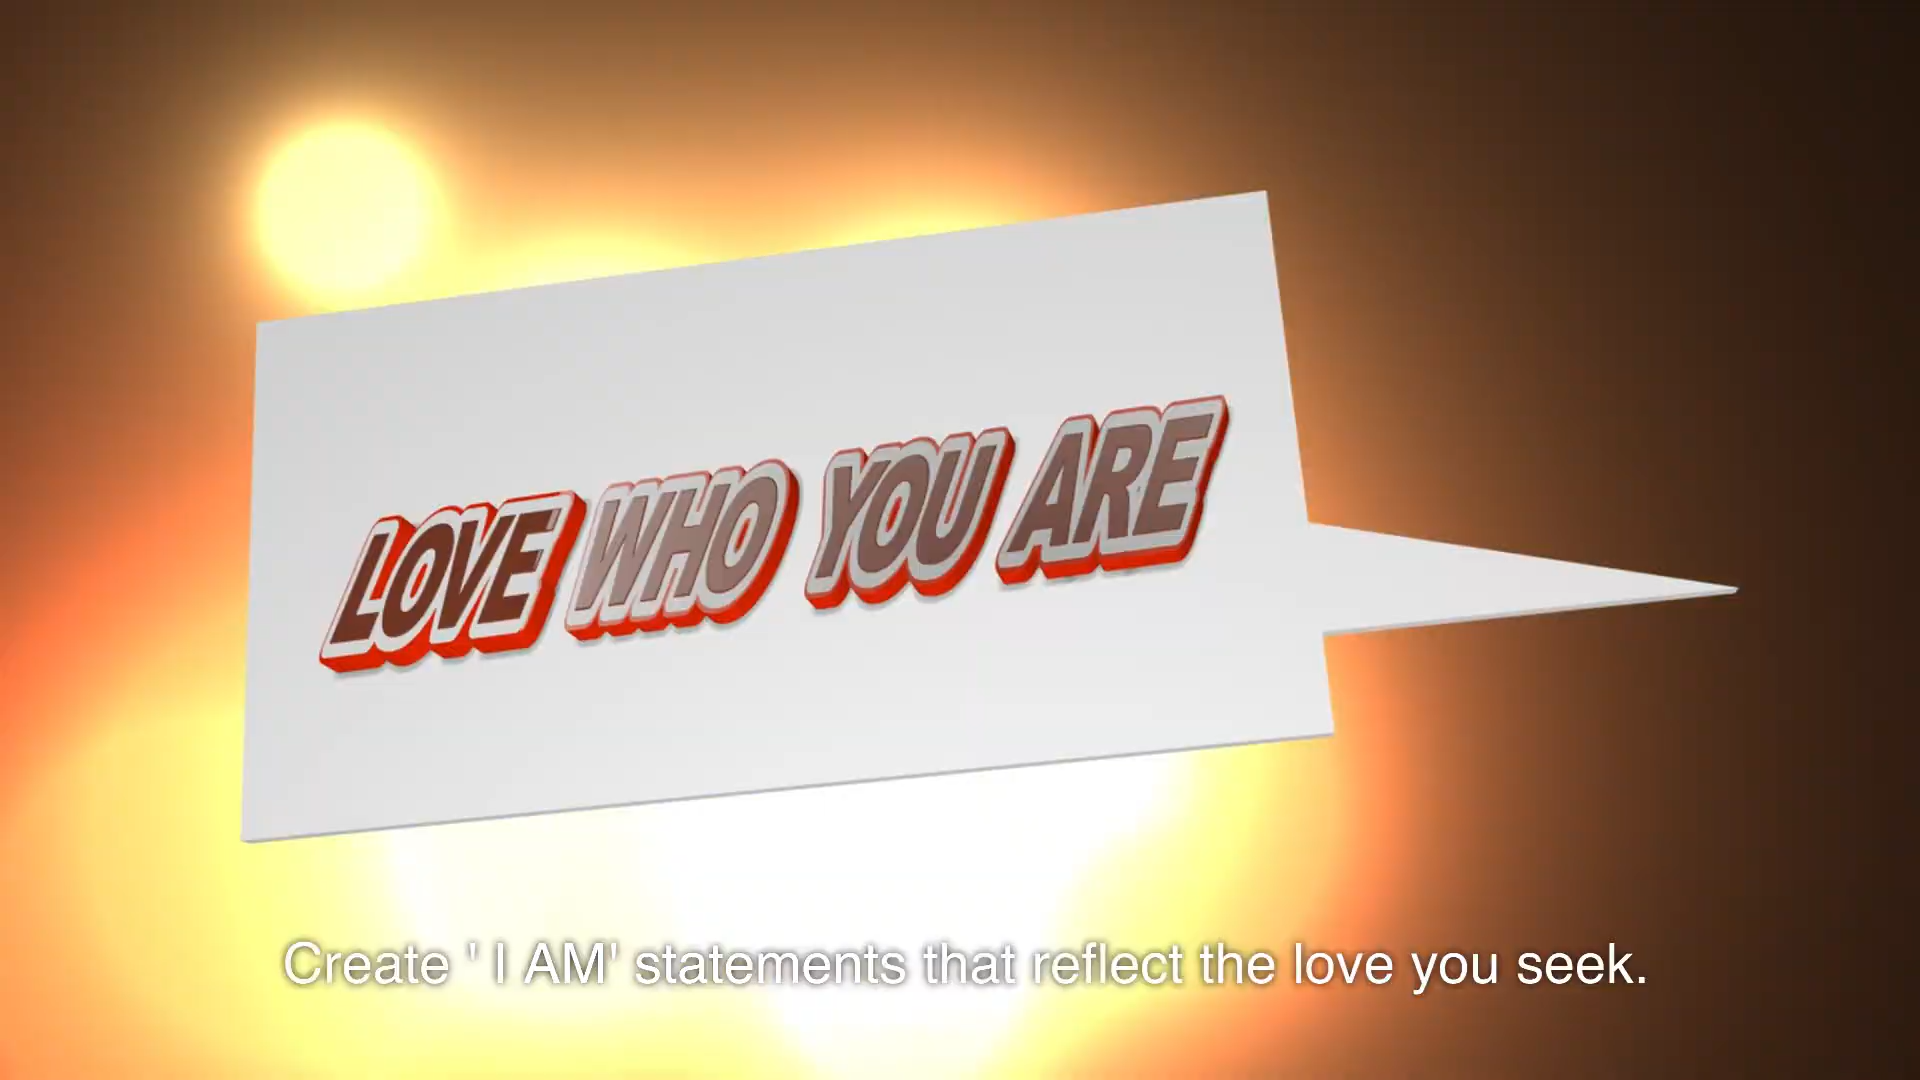 LOVE WHO YOU ARE
Create ' I AM' statements that reflect the love you seek.